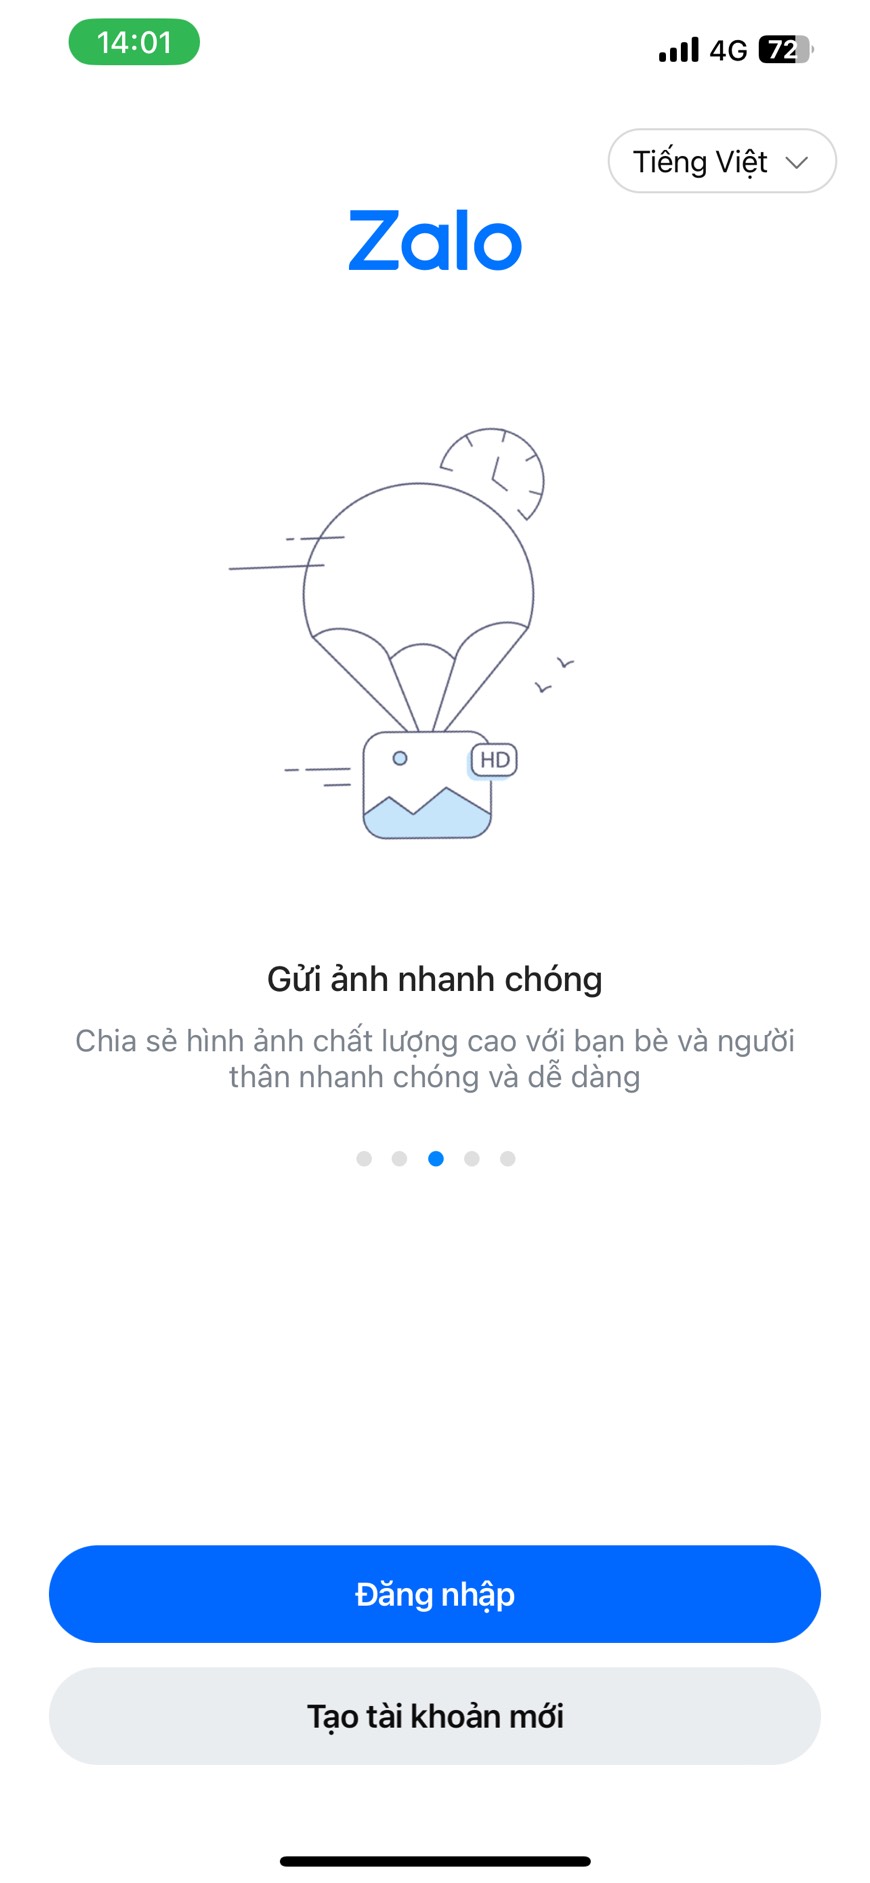 14:01
4G 72
Tiếng Việt
Zalo
HD
Gửi ảnh nhanh chóng
Chia sẻ hình ảnh chất lượng cao với bạn bè và người
thân nhanh chóng và dễ dàng
Đăng nhập
Tạo tài khoản mới